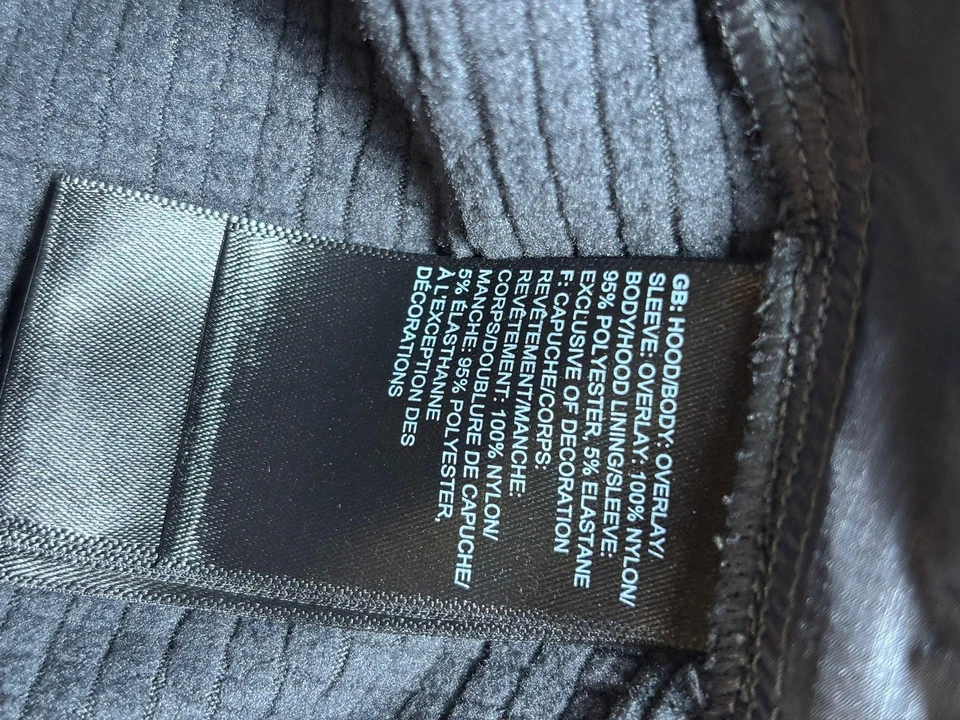 GB: HOOD/BODY: OVERLAY/
SLEEVE: OVERLAY: 100% NYLON/
BODY/HOOD LINING/SLEEVE:
95% POLYESTER, 5% ELASTANE
EXCLUSIVE OF DECORATION
F: CAPUCHE/CORPS:
REVÊTEMENT/MANCHE:
CORPS/DOUBLURE DE CAPUCHE/
REVÊTEMENT: 100% NYLON/
MANCHE: 95% POLYESTER,
5% ÉLASTHANNE
À L'EXCEPTION DES
DÉCORATIONS